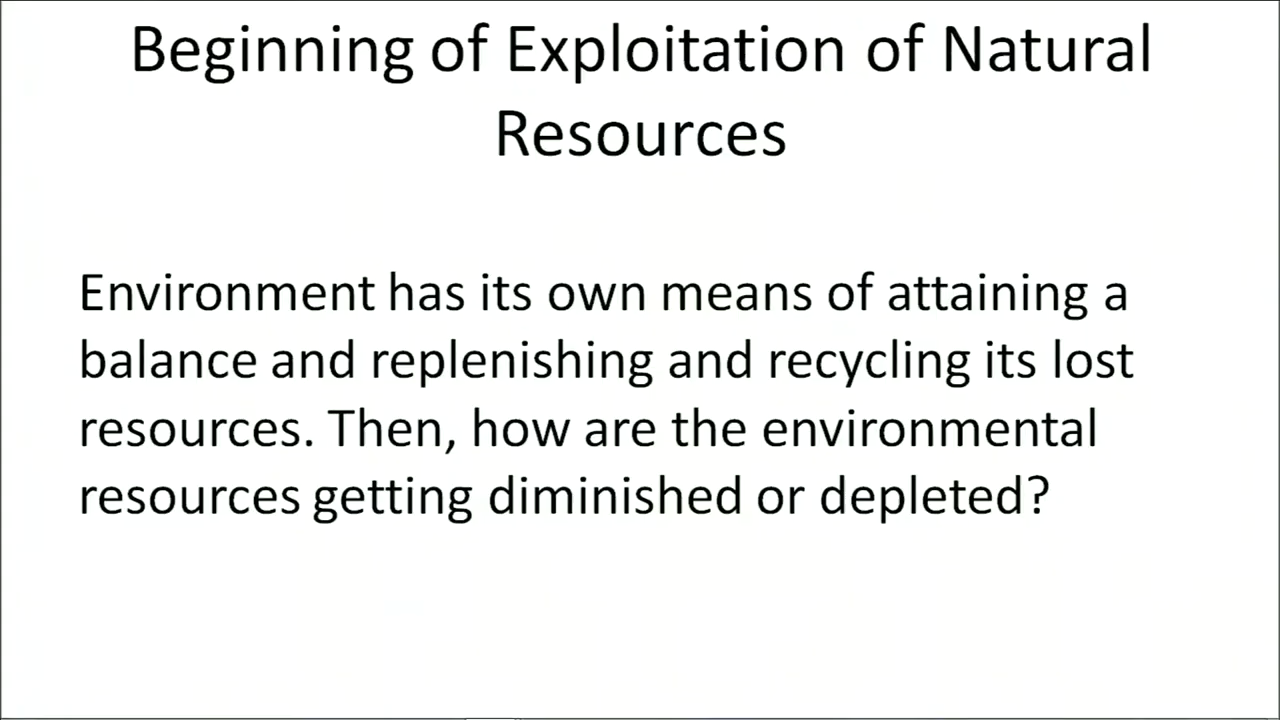 Beginning of Exploitation of Natural
Resources
Environment has its own means of attaining a
balance and replenishing and recycling its lost
resources. Then, how are the environmental
resources getting diminished or depleted?